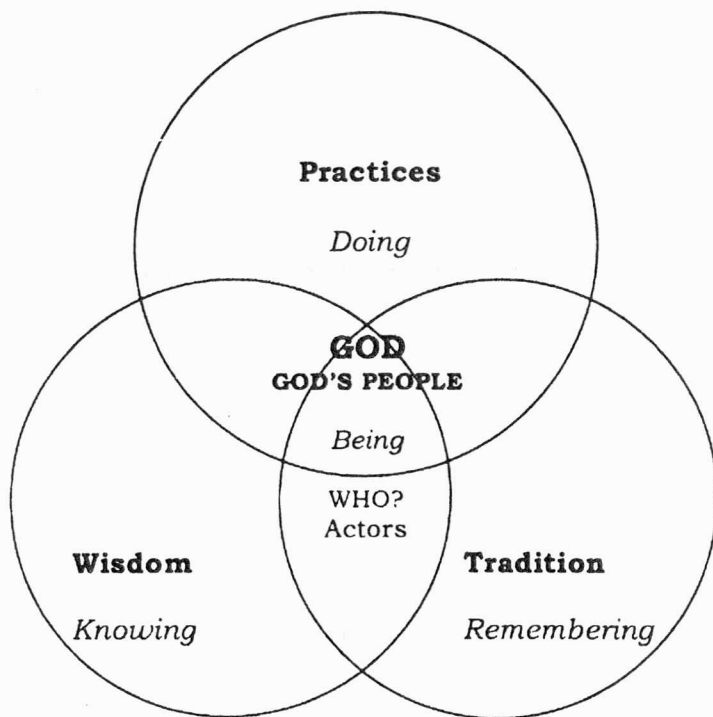 Practices
Doing
GOD
GOD'S PEOPLE
Being
WHO?
Actors
Wisdom
Tradition
Knowing
Remembering